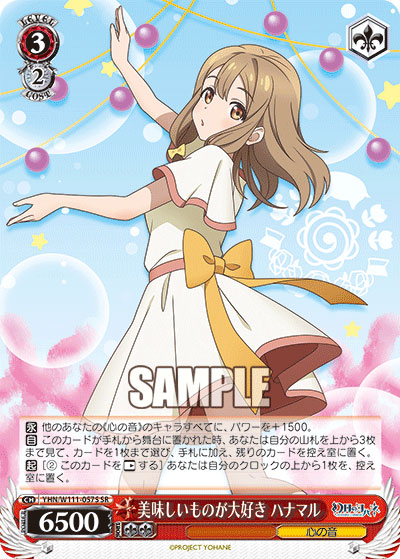 LEVEL
3
2
COST
SAMPLE
永 他のあなたの《心の音》のキャラすべてに、パワーを+1500。
自 このカードが手札から舞台に置かれた時、あなたは自分の山札を上から3枚
まで見て、カードを1枚まで選び、手札に加え、残りのカードを控え室に置く。
起 [② このカードをする] あなたは自分のクロックの上から1枚を、控え
室に置く。
CH YHN/W111-057S SR
6500
美味しいものが大好き ハナマル
心の音
©PROJECT YOHANE